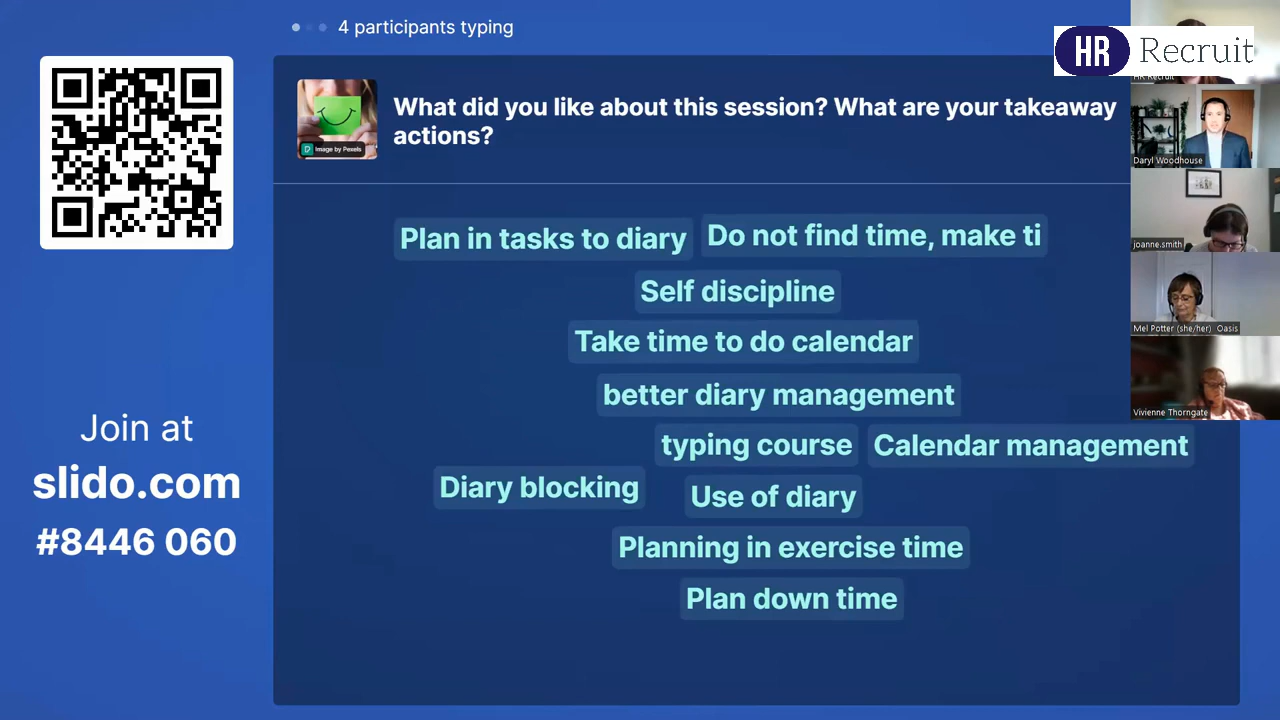 4 participants typing
HR Recruit
HR Recruit
What did you like about this session? What are your takeaway
actions?
Image by Pexels
Daryl Woodhouse
joanne.smith
Mel Potter (she/her) Oasis
Vivienne Thorngate
Plan in tasks to diary
Do not find time, make ti
Self discipline
Take time to do calendar
better diary management
typing course
Calendar management
Diary blocking
Use of diary
Planning in exercise time
Plan down time
Join at
slido.com
#8446 060